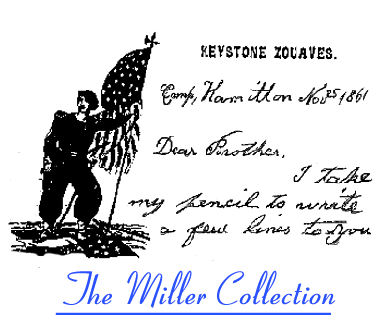 KEYSTONE ZOUAVES.
Camp, Hamilton Nov 25 1861
Dear Brother,
I take
my pencil to write
a few lines to you
The Miller Collection